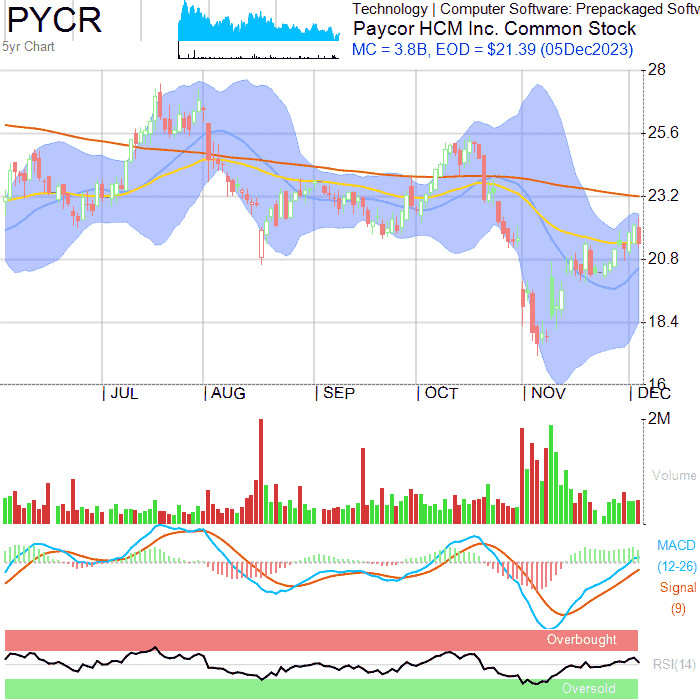 PYCR
5yr Chart
Technology | Computer Software: Prepackaged Softw
Paycor HCM Inc. Common Stock
MC = 3.8B, EOD = $21.39 (05Dec2023)
28
25.6
23.2
20.8
18.4
16
JUL AUG SEP OCT NOV DEC
2M
Volume
MACD
(12-26)
Signal
(9)
Overbought
RSI(14)
Oversold